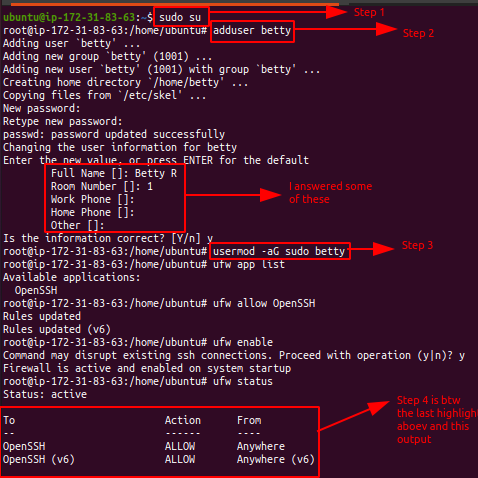 ubuntu@ip-172-31-83-63:~$ sudo su
Step 1
root@ip-172-31-83-63:/home/ubuntu# adduser betty
Step 2
Adding user `betty' ...
Adding new group `betty' (1001) ...
Adding new user `betty' (1001) with group `betty' ...
Creating home directory `/home/betty' ...
Copying files from `/etc/skel' ...
New password:
Retype new password:
passwd: password updated successfully
Changing the user information for betty
Enter the new value, or press ENTER for the default
Full Name []: Betty R
Room Number []: 1
Work Phone []:
Home Phone []:
Other []:
I answered some
of these
Is the information correct? [Y/n] y
root@ip-172-31-83-63:/home/ubuntu# usermod -aG sudo betty
Step 3
root@ip-172-31-83-63:/home/ubuntu# ufw app list
Available applications:
OpenSSH
root@ip-172-31-83-63:/home/ubuntu# ufw allow OpenSSH
Rules updated
Rules updated (v6)
root@ip-172-31-83-63:/home/ubuntu# ufw enable
Command may disrupt existing ssh connections. Proceed with operation (y|n)? y
Firewall is active and enabled on system startup
root@ip-172-31-83-63:/home/ubuntu# ufw status
Status: active
To Action From
-- ------ ----
OpenSSH ALLOW Anywhere
OpenSSH (v6) ALLOW Anywhere (v6)
Step 4 is btw
the last highlight
aboev and this
output